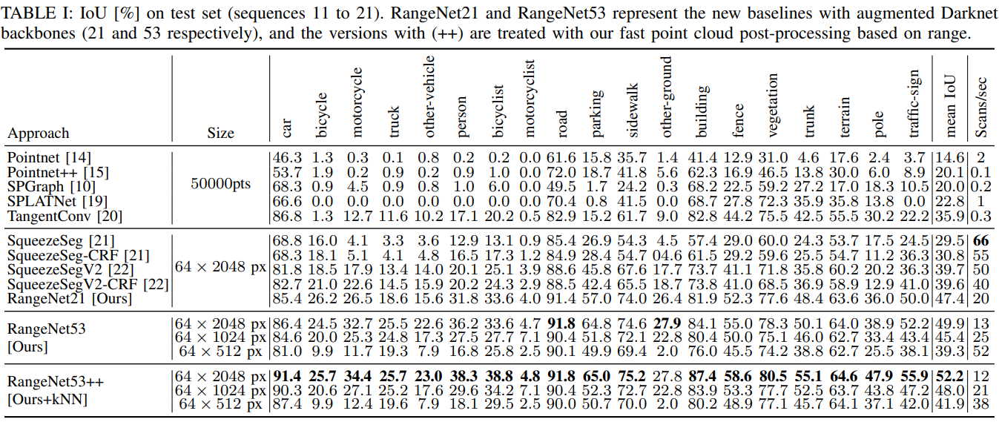 TABLE I: IoU [%] on test set (sequences 11 to 21). RangeNet21 and RangeNet53 represent the new baselines with augmented Darknet
backbones (21 and 53 respectively), and the versions with (++) are treated with our fast point cloud post-processing based on range.
Approach Size car bicycle motorcycle truck other-vehicle person bicyclist motorcyclist road parking sidewalk other-ground building fence vegetation trunk terrain pole traffic-sign mean IoU Scans/sec
Pointnet [14] 46.3 1.3 0.3 0.1 0.8 0.2 0.2 0.0 61.6 15.8 35.7 1.4 41.4 12.9 31.0 4.6 17.6 2.4 3.7 14.6 2
Pointnet++ [15] 53.7 1.9 0.2 0.9 0.2 0.9 1.0 0.0 72.0 18.7 41.8 5.6 62.3 16.9 46.5 13.8 30.0 6.0 8.9 20.1 0.1
SPGraph [10] 50000pts 68.3 0.9 4.5 0.9 0.8 1.0 6.0 0.0 49.5 1.7 24.2 0.3 68.2 22.5 59.2 27.2 17.0 18.3 10.5 20.0 0.2
SPLATNet [19] 66.6 0.0 0.0 0.0 0.0 0.0 0.0 0.0 70.4 0.8 41.5 0.0 68.7 27.8 72.3 35.9 35.8 13.8 0.0 22.8 1
TangentConv [20] 86.8 1.3 12.7 11.6 10.2 17.1 20.2 0.5 82.9 15.2 61.7 9.0 82.8 44.2 75.5 42.5 55.5 30.2 22.2 35.9 0.3
SqueezeSeg [21] 68.8 16.0 4.1 3.3 3.6 12.9 13.1 0.9 85.4 26.9 54.3 4.5 57.4 29.0 60.0 24.3 53.7 17.5 24.5 29.5 66
SqueezeSeg-CRF [21] 68.3 18.1 5.1 4.1 4.8 16.5 17.3 1.2 84.9 28.4 54.7 04.6 61.5 29.2 59.6 25.5 54.7 11.2 36.3 30.8 55
SqueezeSegV2 [22] 64 × 2048 px 81.8 18.5 17.9 13.4 14.0 20.1 25.1 3.9 88.6 45.8 67.6 17.7 73.7 41.1 71.8 35.8 60.2 20.2 36.3 39.7 50
SqueezeSegV2-CRF [22] 82.7 21.0 22.6 14.5 15.9 20.2 24.3 2.9 88.5 42.4 65.5 18.7 73.8 41.0 68.5 36.9 58.9 12.9 41.0 39.6 40
RangeNet21 [Ours] 85.4 26.2 26.5 18.6 15.6 31.8 33.6 4.0 91.4 57.0 74.0 26.4 81.9 52.3 77.6 48.4 63.6 36.0 50.0 47.4 20
RangeNet53 64 × 2048 px 86.4 24.5 32.7 25.5 22.6 36.2 33.6 4.7 91.8 64.8 74.6 27.9 84.1 55.0 78.3 50.1 64.0 38.9 52.2 49.9 13
[Ours] 64 × 1024 px 84.6 20.0 25.3 24.8 17.3 27.5 27.7 7.1 90.4 51.8 72.1 22.8 80.4 50.0 75.1 46.0 62.7 33.4 43.4 45.4 25
64 × 512 px 81.0 9.9 11.7 19.3 7.9 16.8 25.8 2.5 90.1 49.9 69.4 2.0 76.0 45.5 74.2 38.8 62.7 25.5 38.1 39.3 52
RangeNet53++ 64 × 2048 px 91.4 25.7 34.4 25.7 23.0 38.3 38.8 4.8 91.8 65.0 75.2 27.8 87.4 58.6 80.5 55.1 64.6 47.9 55.9 52.2 12
[Ours+kNN] 64 × 1024 px 90.3 20.6 27.1 25.2 17.6 29.6 34.2 7.1 90.4 52.3 72.7 22.8 83.9 53.3 77.7 52.5 63.7 43.8 47.2 48.0 21
64 × 512 px 87.4 9.9 12.4 19.6 7.9 18.1 29.5 2.5 90.0 50.7 70.0 2.0 80.2 48.9 77.1 45.7 64.1 37.1 42.0 41.9 38